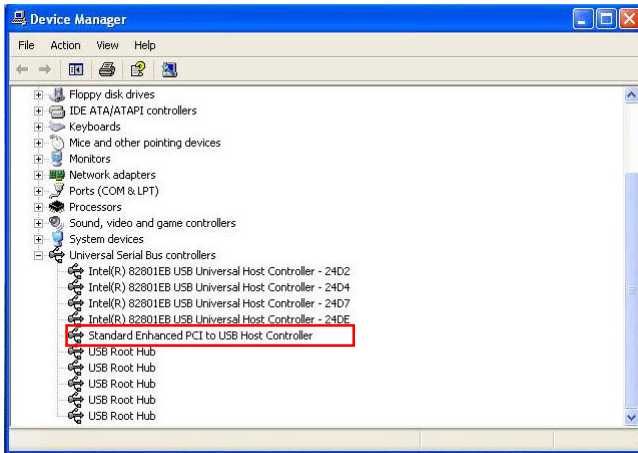 Device Manager
File Action View Help
Floppy disk drives
IDE ATA/ATAPI controllers
Keyboards
Mice and other pointing devices
Monitors
Network adapters
Ports (COM & LPT)
Processors
Sound, video and game controllers
System devices
Universal Serial Bus controllers
Intel(R) 82801EB USB Universal Host Controller - 24D2
Intel(R) 82801EB USB Universal Host Controller - 24D4
Intel(R) 82801EB USB Universal Host Controller - 24D7
Intel(R) 82801EB USB Universal Host Controller - 24DE
Standard Enhanced PCI to USB Host Controller
USB Root Hub
USB Root Hub
USB Root Hub
USB Root Hub
USB Root Hub